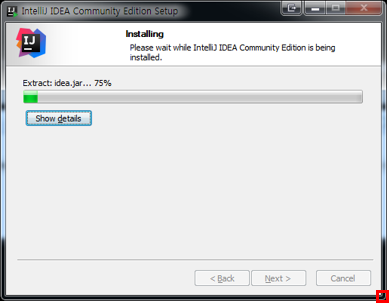 IntelliJ IDEA Community Edition Setup
IJ
Installing
Please wait while IntelliJ IDEA Community Edition is being
installed.
Extract: idea.jar... 75%
Show details
< Back
Next >
Cancel